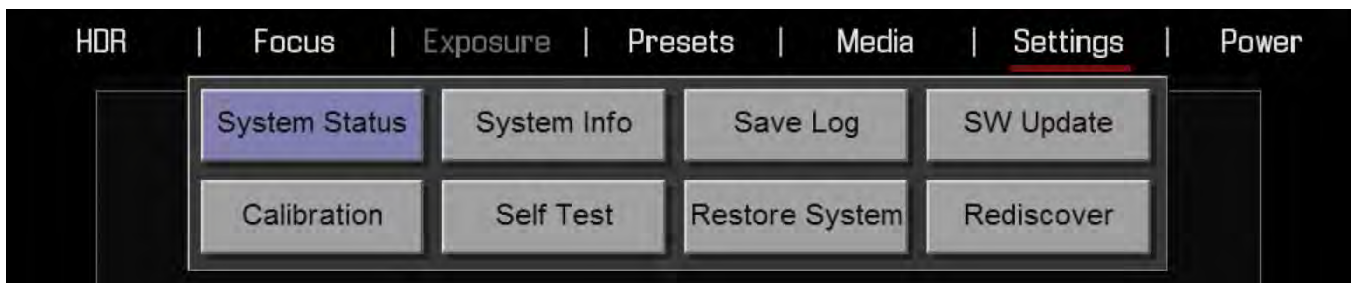 HDR | Focus | Exposure | Presets | Media | Settings | Power
System Status System Info Save Log SW Update
Calibration Self Test Restore System Rediscover